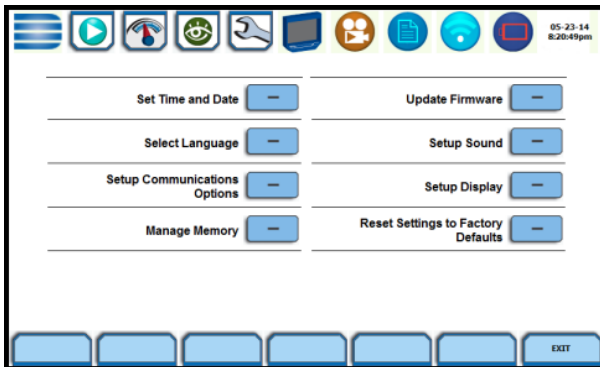 05-23-14
8:20:49pm
Set Time and Date
Update Firmware
Select Language
Setup Sound
Setup Communications
Options
Setup Display
Manage Memory
Reset Settings to Factory
Defaults
EXIT